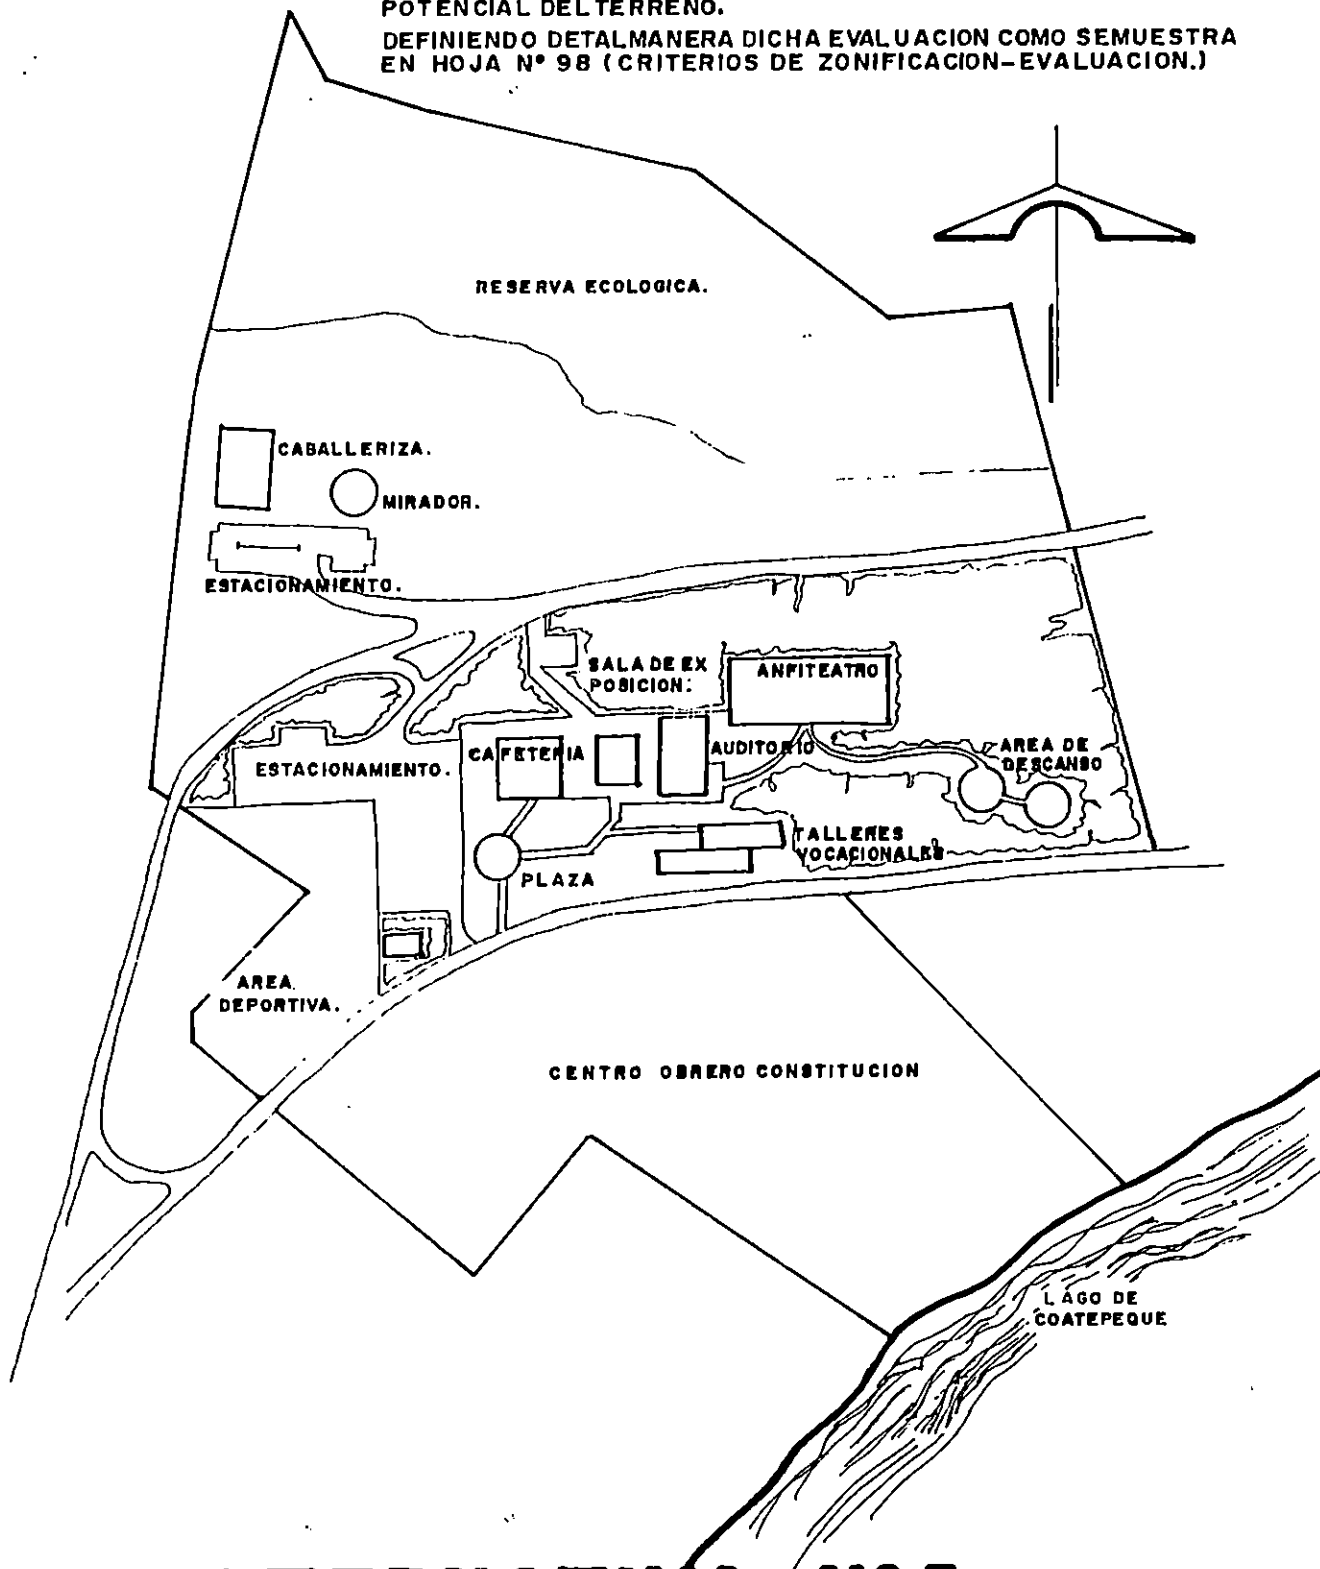 POTENCIAL DEL TERRENO.
DEFINIENDO DETALMANERA DICHA EVALUACION COMO SEMUESTRA
EN HOJA Nº 98 (CRITERIOS DE ZONIFICACION-EVALUACION.)
RESERVA ECOLOGICA.
CABALLERIZA.
MIRADOR.
ESTACIONAMIENTO.
SALA DE EX
POSICION:
ANFITEATRO
CAFETERIA
AUDITORIO
AREA DE
DESCANSO
ESTACIONAMIENTO.
TALLERES
VOCACIONALES
PLAZA
AREA
DEPORTIVA.
CENTRO OBRERO CONSTITUCION
LAGO DE
COATEPEQUE